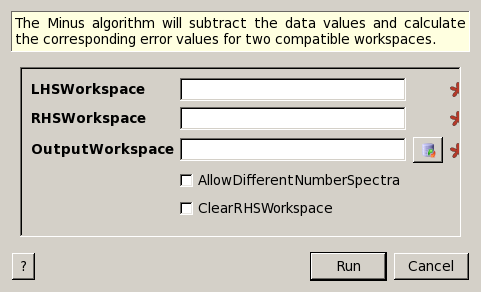 The Minus algorithm will subtract the data values and calculate
the corresponding error values for two compatible workspaces.
LHSWorkspace
RHSWorkspace
OutputWorkspace
AllowDifferentNumberSpectra
ClearRHSWorkspace
? Run Cancel